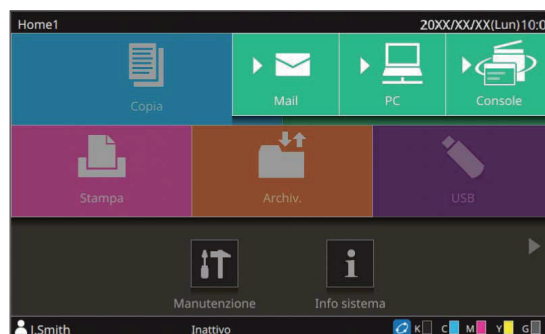 Home1 20XX/XX/XX(Lun)10:0
Copia Mail PC Console
Stampa Archiv. USB
Manutenzione Info sistema
J.Smith Inattivo K C M Y G